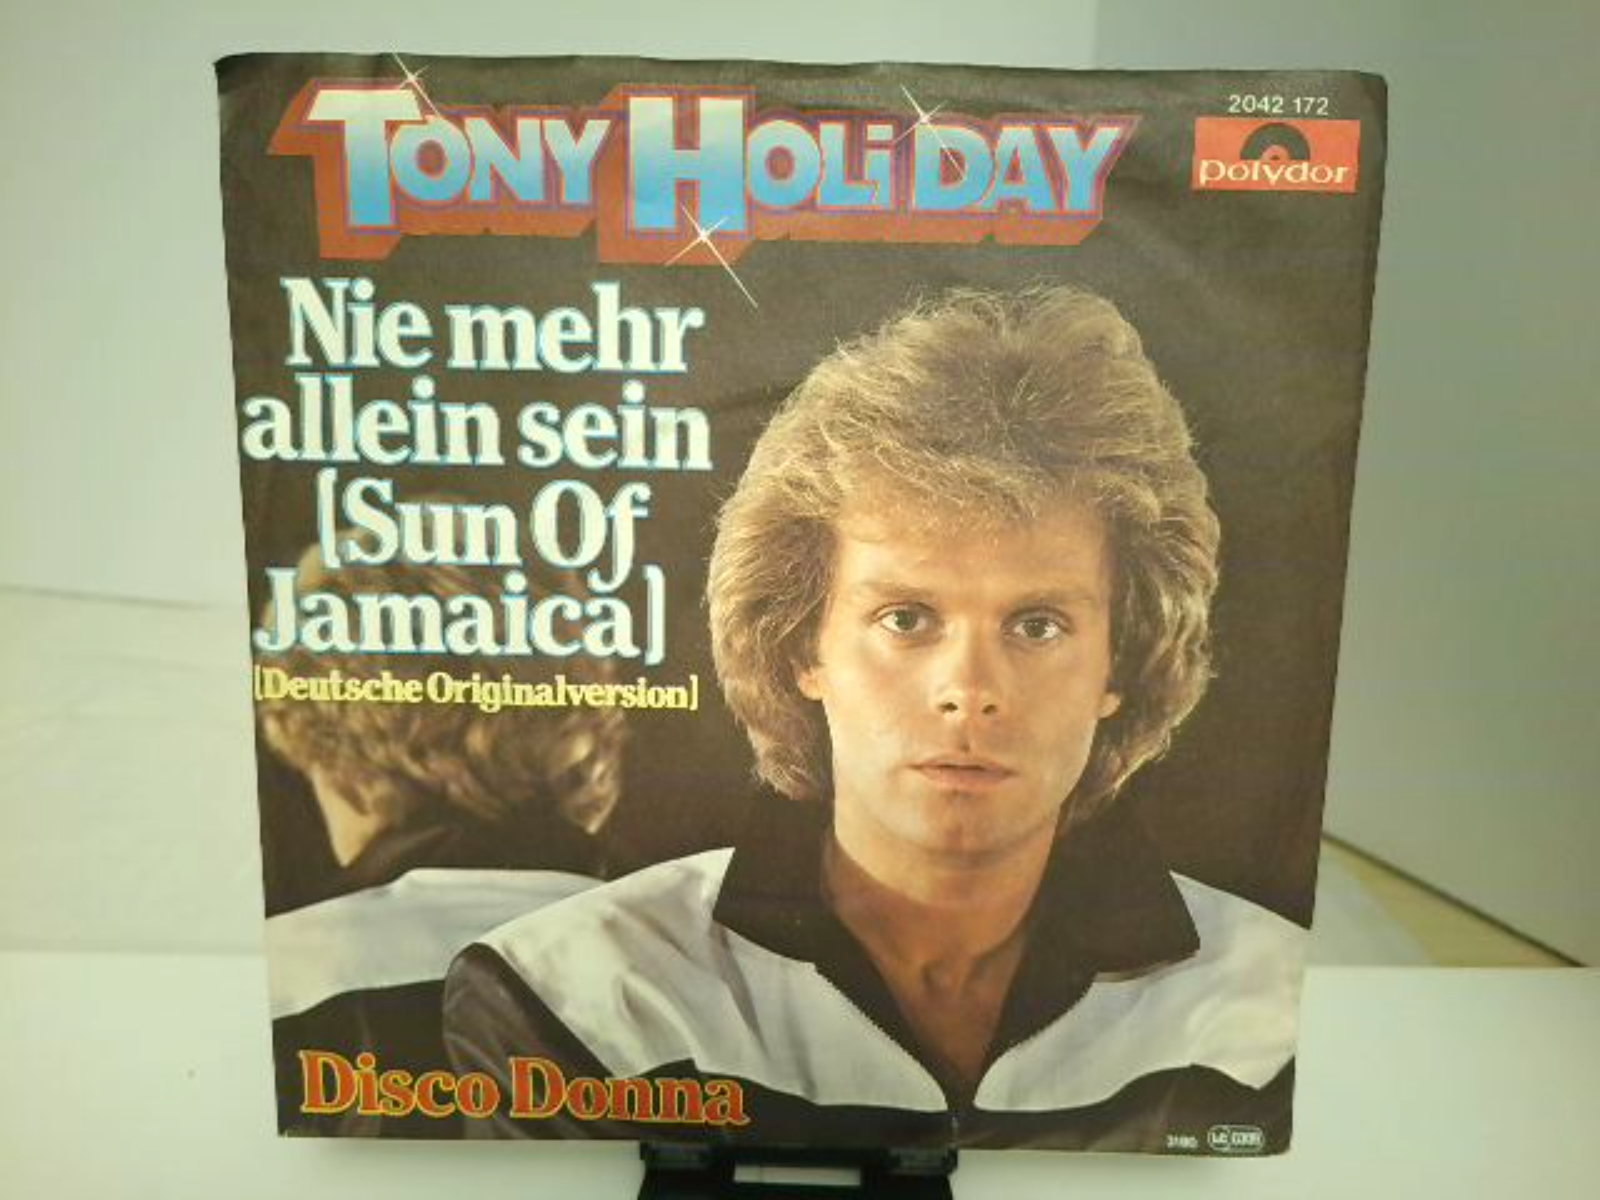 TONY HOLiDAY
2042 172
polydor
Nie mehr
allein sein
(Sun Of
Jamaica)
(Deutsche Originalversion)
Disco Donna